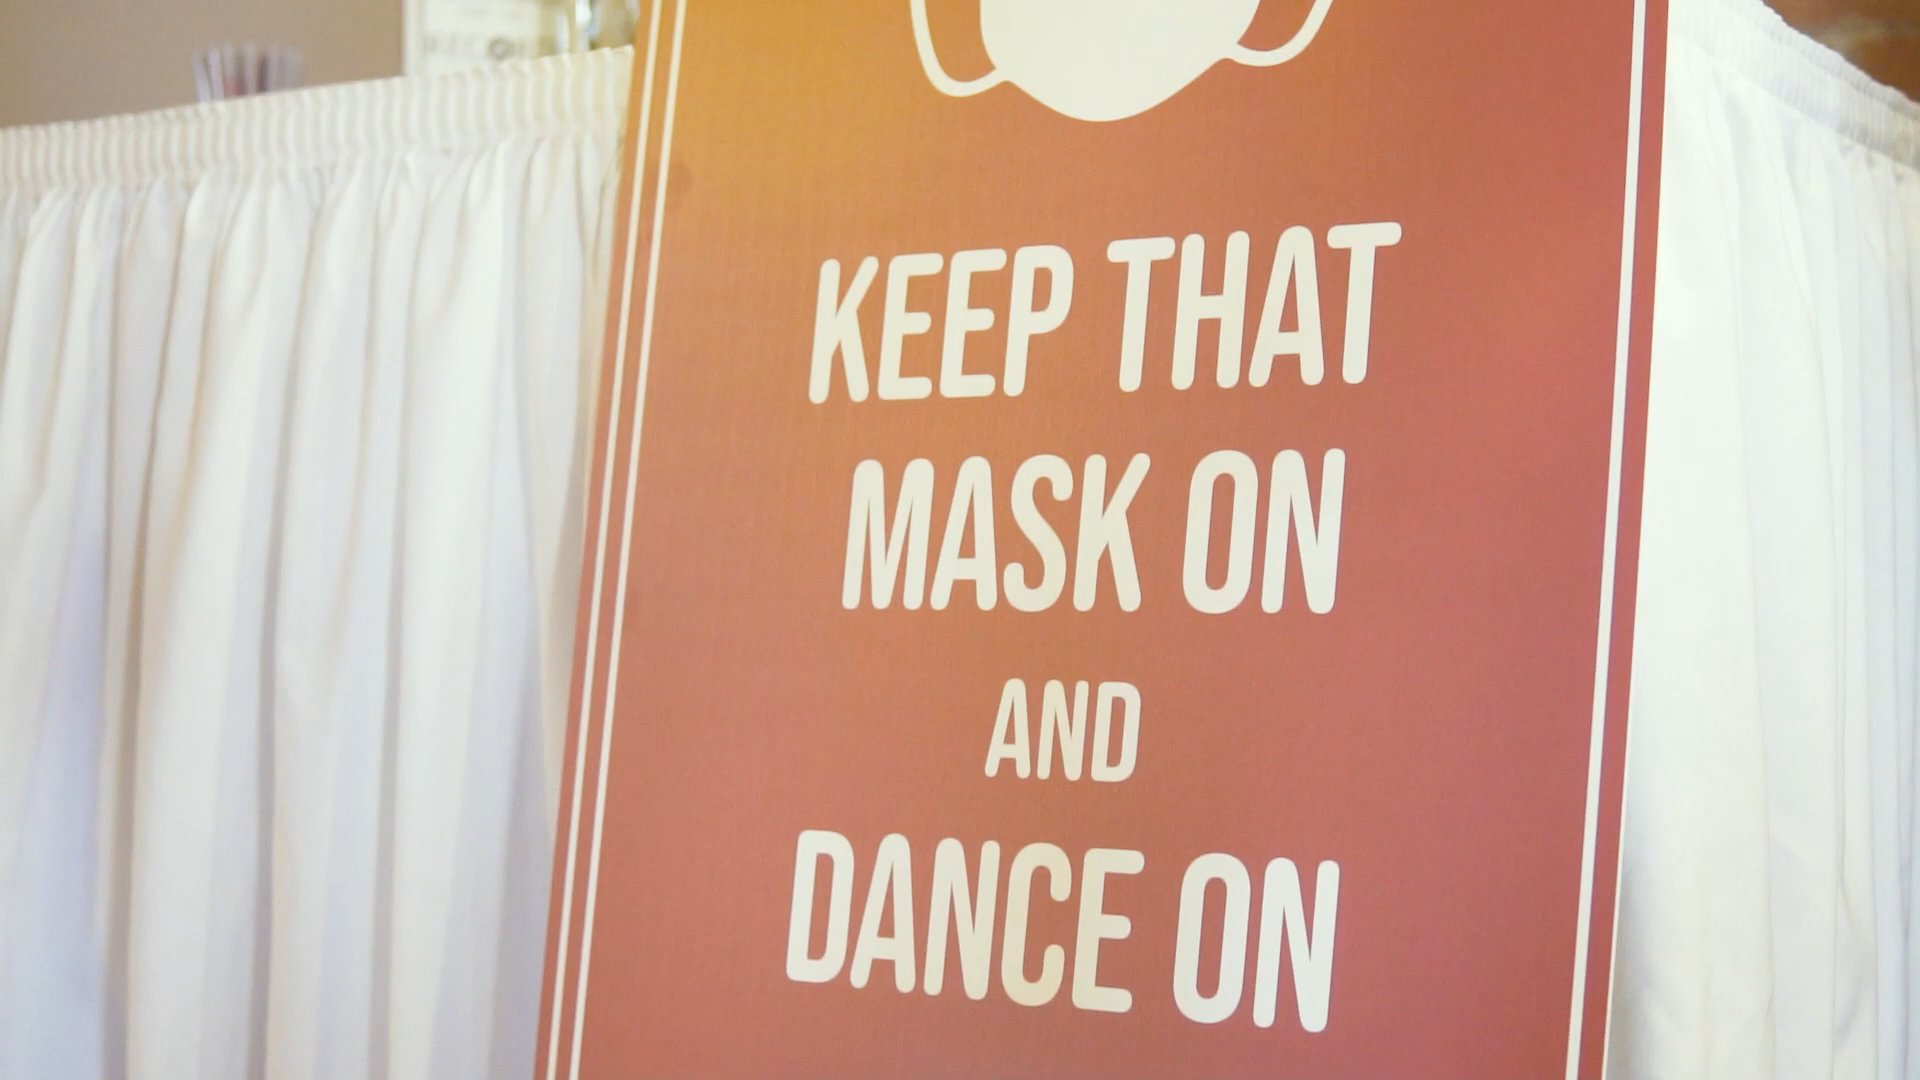 KEEP THAT
MASK ON
AND
DANCE ON